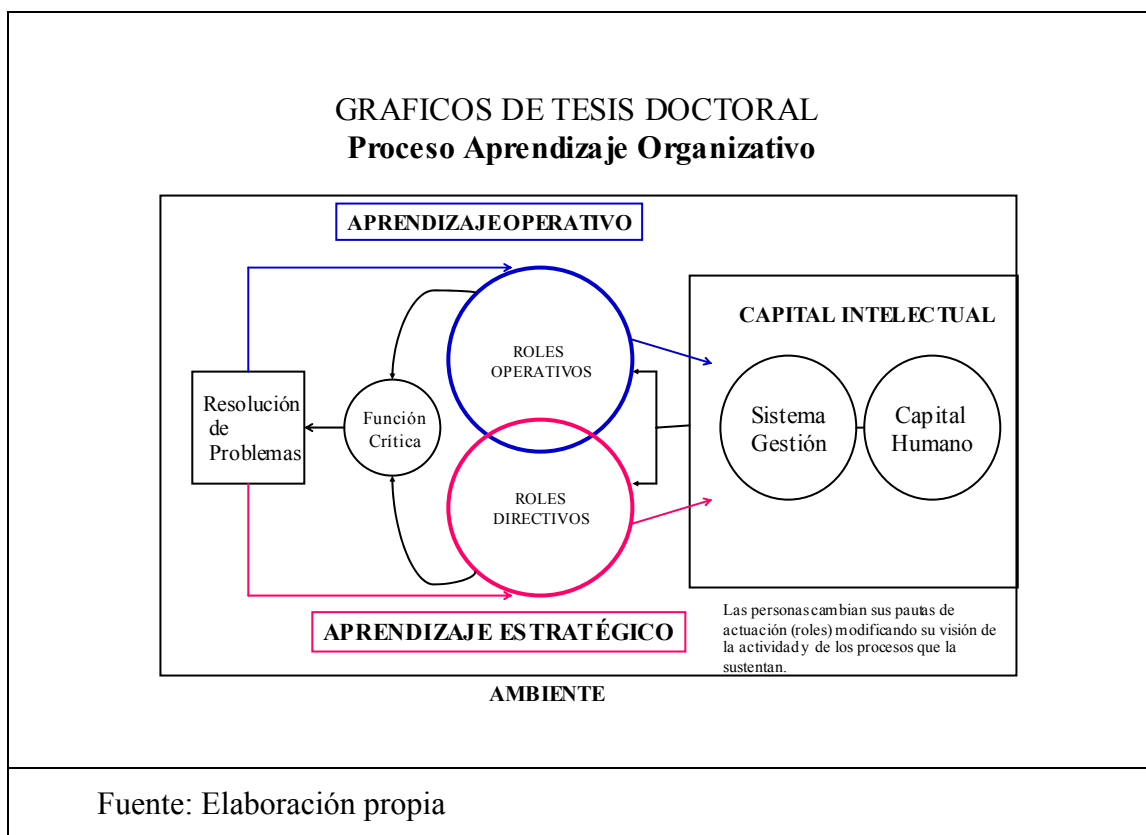 GRAFICOS DE TESIS DOCTORAL
Proceso Aprendizaje Organizativo
APRENDIZAJE OPERATIVO
CAPITAL INTELECTUAL
ROLES
OPERATIVOS
Resolución
de
Problemas
Función
Crítica
Sistema
Gestión
Capital
Humano
ROLES
DIRECTIVOS
APRENDIZAJE ESTRATÉGICO
Las personas cambian sus pautas de
actuación (roles) modificando su visión de
la actividad y de los procesos que la
sustentan.
AMBIENTE
Fuente: Elaboración propia